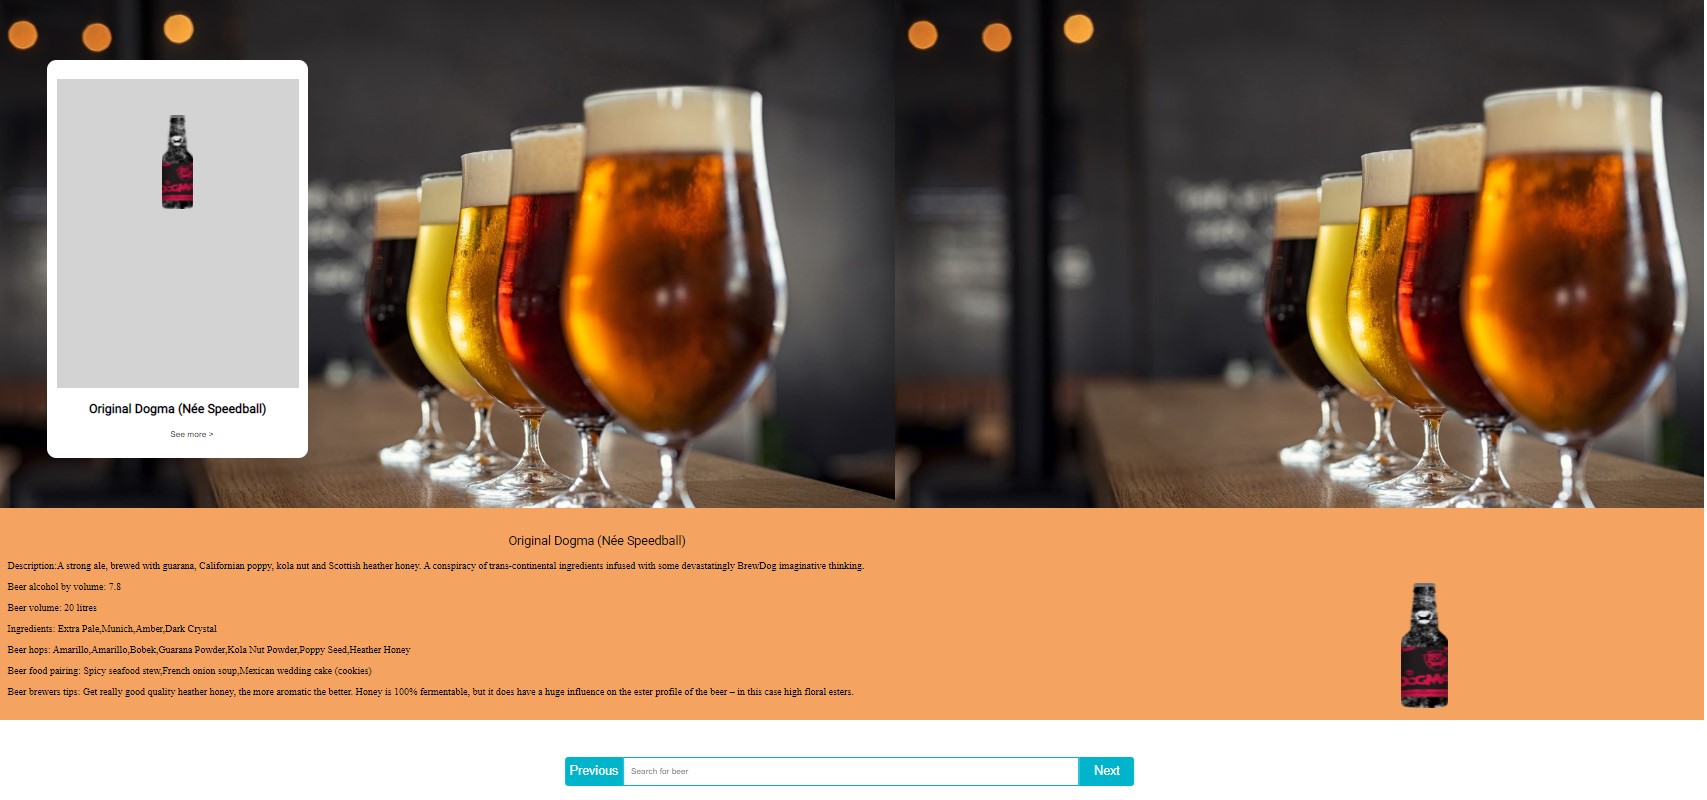 Original Dogma (Née Speedball)
See more >
Original Dogma (Née Speedball)
Description:A strong ale, brewed with guarana, Californian poppy, kola nut and Scottish heather honey. A conspiracy of trans-continental ingredients infused with some devastatingly BrewDog imaginative thinking.
Beer alcohol by volume: 7.8
Beer volume: 20 litres
Ingredients: Extra Pale,Munich,Amber,Dark Crystal
Beer hops: Amarillo,Amarillo,Bobek,Guarana Powder,Kola Nut Powder,Poppy Seed,Heather Honey
Beer food pairing: Spicy seafood stew,French onion soup,Mexican wedding cake (cookies)
Beer brewers tips: Get really good quality heather honey, the more aromatic the better. Honey is 100% fermentable, but it does have a huge influence on the ester profile of the beer – in this case high floral esters.
Previous
Search for beer
Next